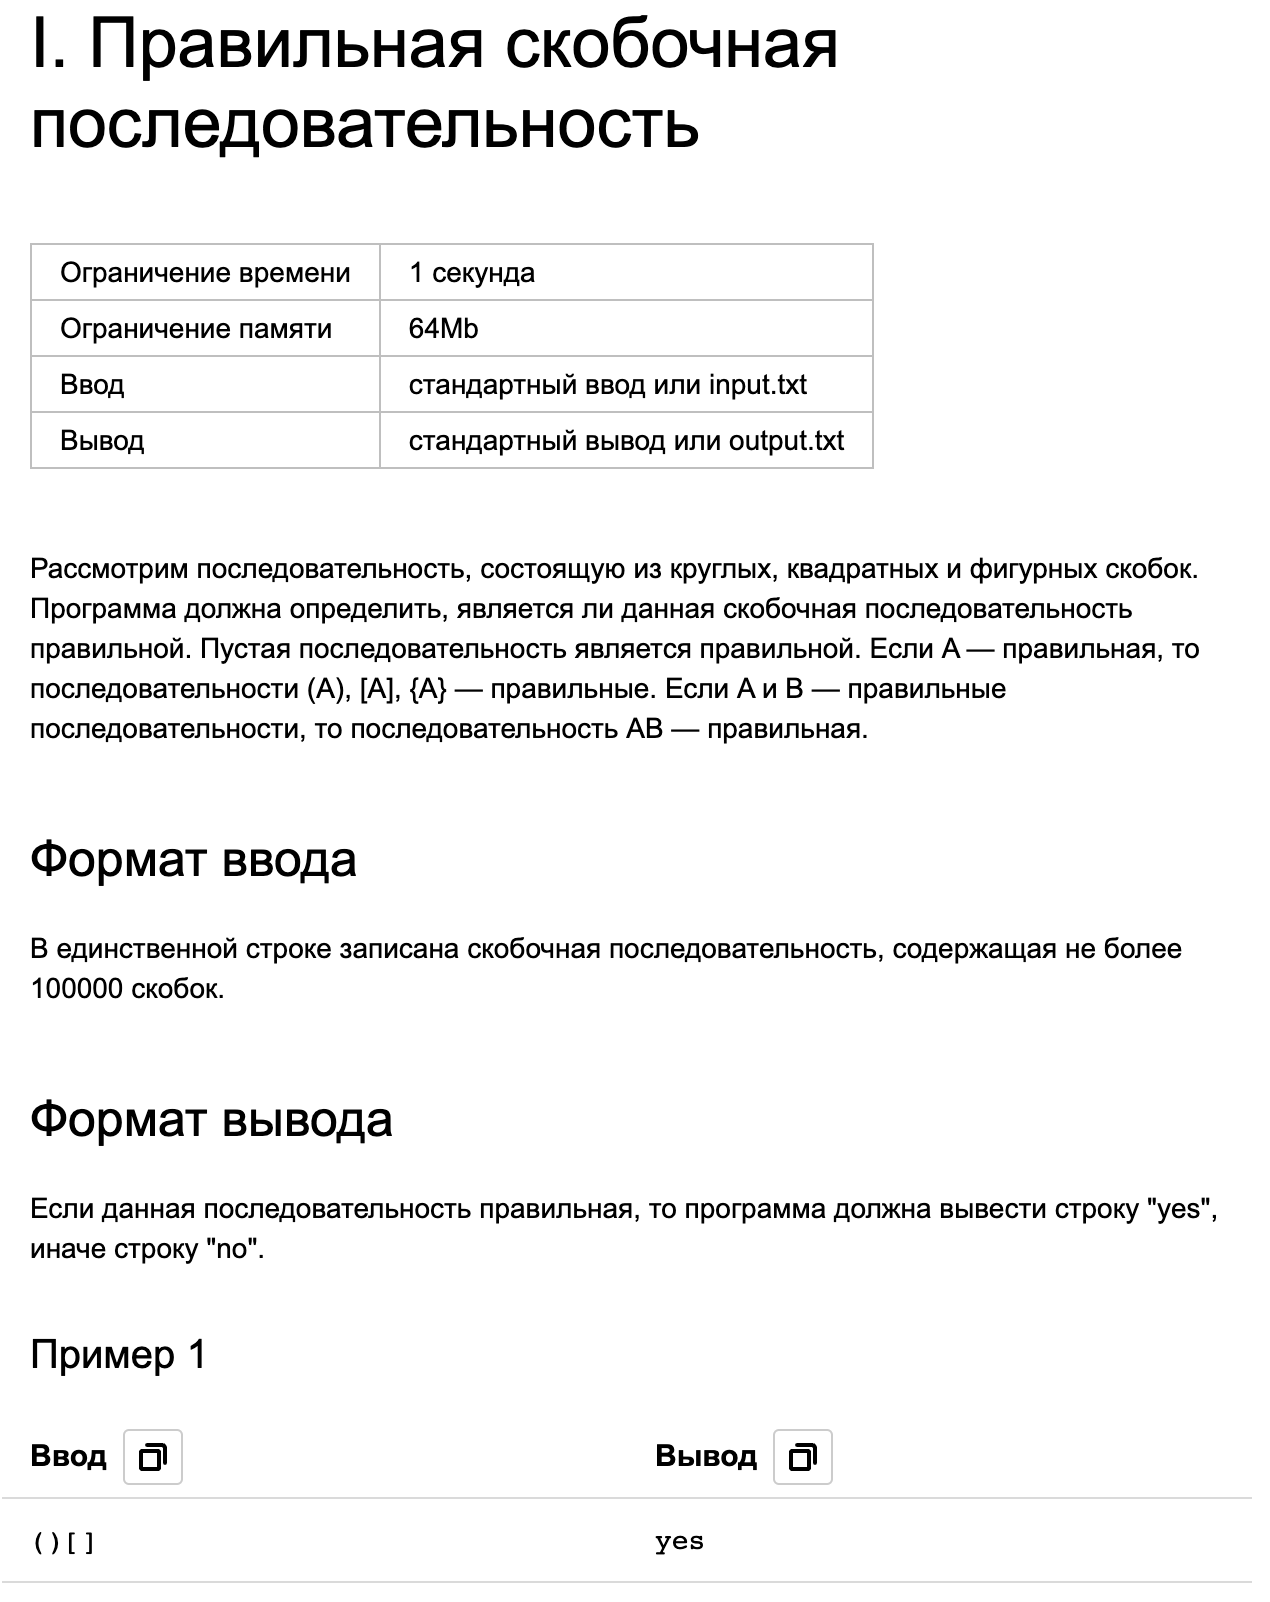 I. Правильная скобочная
последовательность
Ограничение времени 1 секунда
Ограничение памяти 64Mb
Ввод стандартный ввод или input.txt
Вывод стандартный вывод или output.txt
Рассмотрим последовательность, состоящую из круглых, квадратных и фигурных скобок.
Программа должна определить, является ли данная скобочная последовательность
правильной. Пустая последовательность является правильной. Если A — правильная, то
последовательности (A), [A], {A} — правильные. Если A и B — правильные
последовательности, то последовательность AB — правильная.
Формат ввода
В единственной строке записана скобочная последовательность, содержащая не более
100000 скобок.
Формат вывода
Если данная последовательность правильная, то программа должна вывести строку "yes",
иначе строку "no".
Пример 1
Ввод Вывод
()[] yes